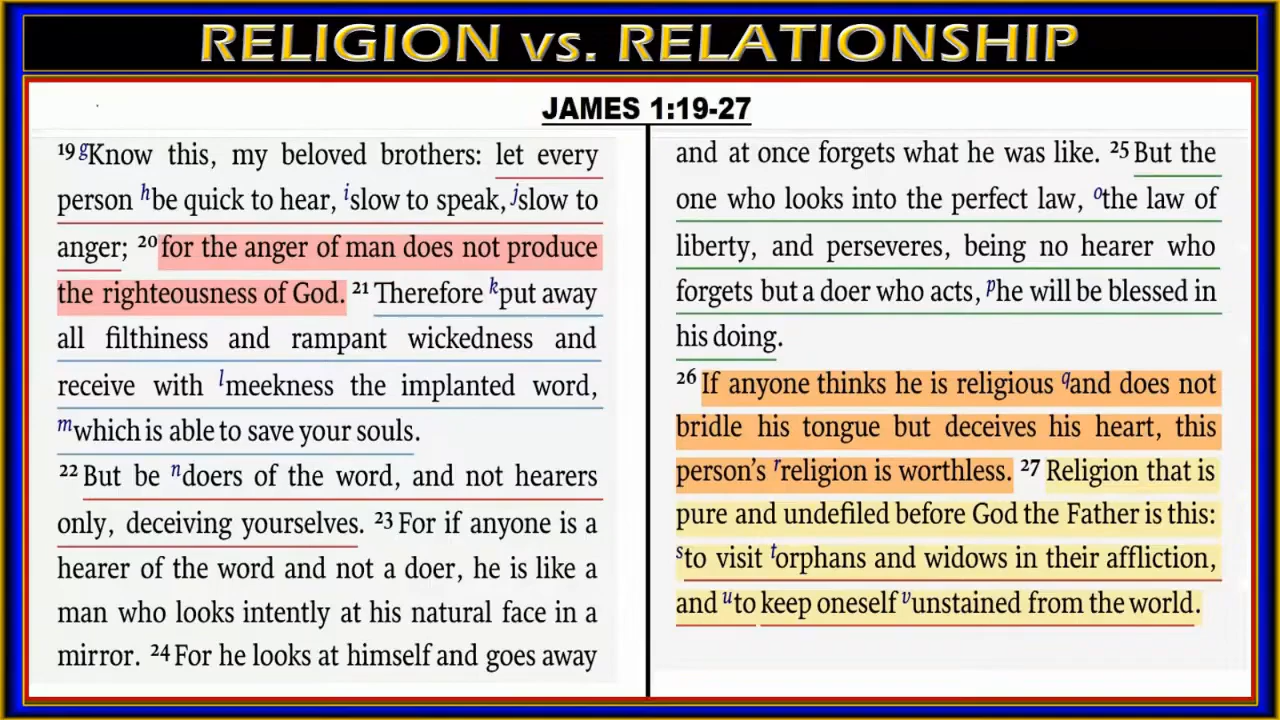 RELIGION vs. RELATIONSHIP
JAMES 1:19-27
19 gKnow this, my beloved brothers: let every
person hbe quick to hear, islow to speak, jslow to
anger; 20 for the anger of man does not produce
the righteousness of God. 21 Therefore kput away
all filthiness and rampant wickedness and
receive with lmeekness the implanted word,
mwhich is able to save your souls.
22 But be ndoers of the word, and not hearers
only, deceiving yourselves. 23 For if anyone is a
hearer of the word and not a doer, he is like a
man who looks intently at his natural face in a
mirror. 24 For he looks at himself and goes away
and at once forgets what he was like. 25 But the
one who looks into the perfect law, othe law of
liberty, and perseveres, being no hearer who
forgets but a doer who acts, phe will be blessed in
his doing.
26 If anyone thinks he is religious qand does not
bridle his tongue but deceives his heart, this
person's rreligion is worthless. 27 Religion that is
pure and undefiled before God the Father is this:
sto visit torphans and widows in their affliction,
and uto keep oneself vunstained from the world.